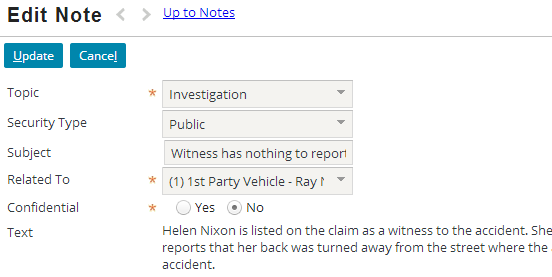 Edit Note Up to Notes
Update Cancel
Topic * Investigation
Security Type Public
Subject Witness has nothing to report
Related To * (1) 1st Party Vehicle - Ray
Confidential * Yes No
Text Helen Nixon is listed on the claim as a witness to the accident. She
reports that her back was turned away from the street where the
accident.